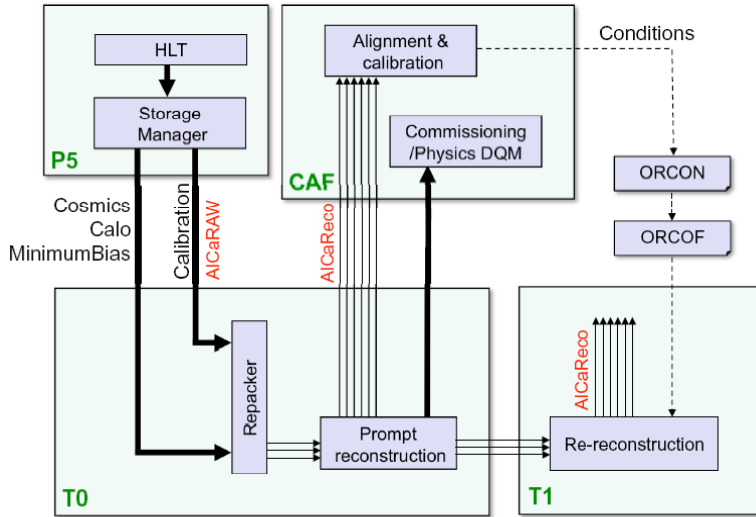 HLT
Storage
Manager
P5
Alignment &
calibration
Conditions
Commissioning
/Physics DQM
CAF
ORCON
ORCOF
Cosmics
Calo
MinimumBias
Calibration
AlCaRAW
AlCaReco
AlCaReco
Repacker
Prompt
reconstruction
Re-reconstruction
T0
T1